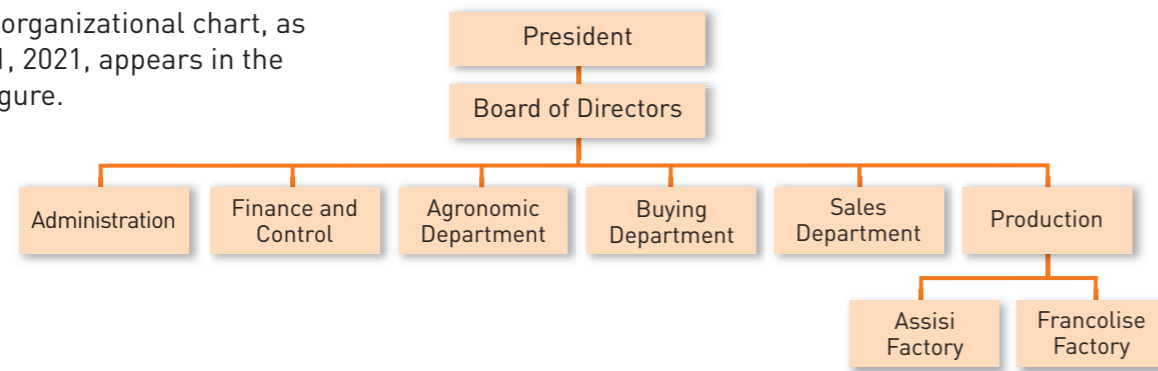 organizational chart, as
1, 2021, appears in the
gure.
President
Board of Directors
Administration
Finance and
Control
Agronomic
Department
Buying
Department
Sales
Department
Production
Assisi
Factory
Francolise
Factory